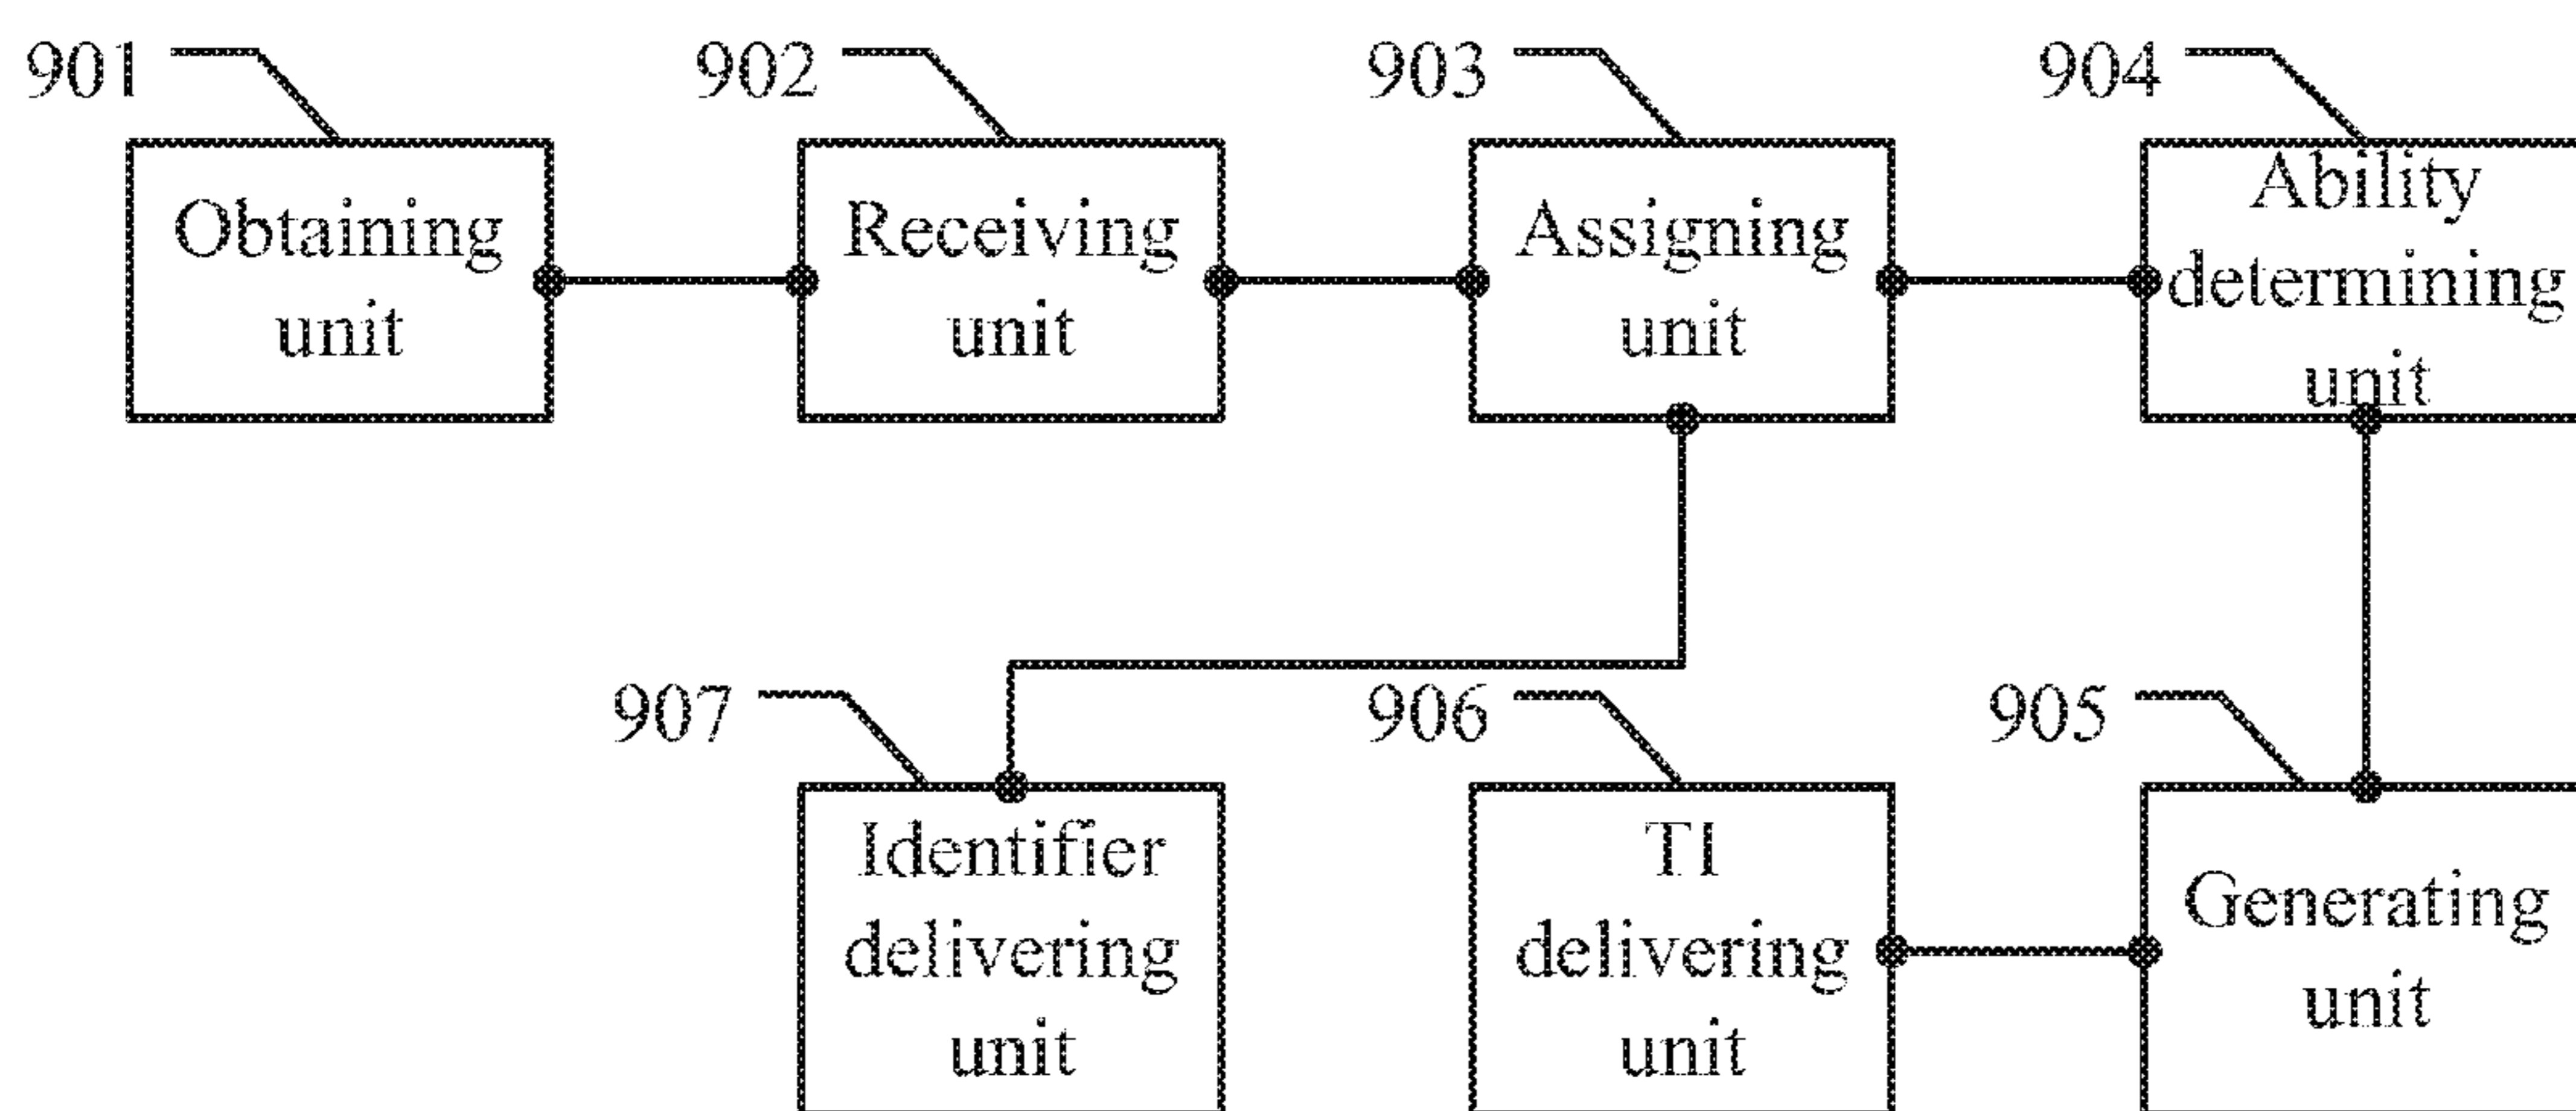 901
902
903
904
Obtaining
unit
Receiving
unit
Assigning
unit
Ability
determining
unit
907
906
905
Identifier
delivering
unit
TI
delivering
unit
Generating
unit